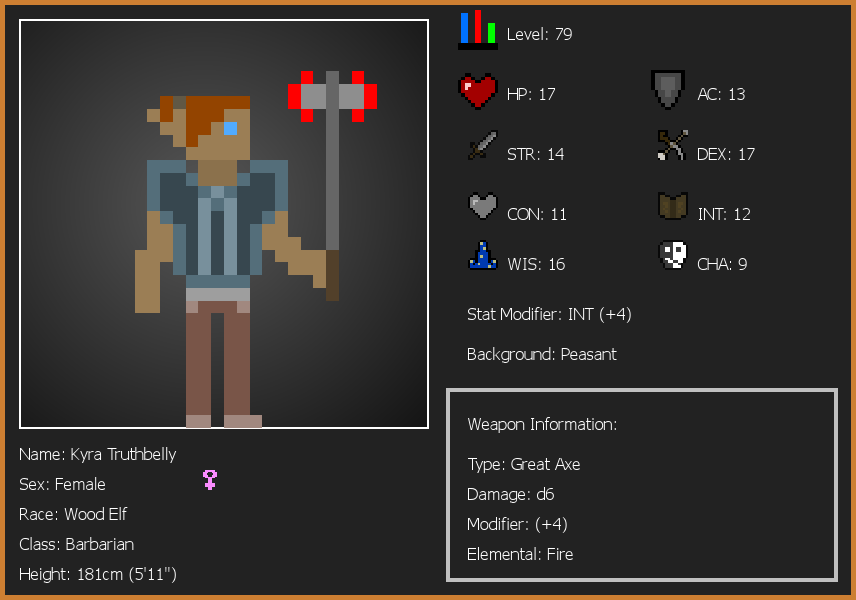 Level: 79
HP: 17
AC: 13
STR: 14
DEX: 17
CON: 11
INT: 12
WIS: 16
CHA: 9
Stat Modifier: INT (+4)
Background: Peasant
Weapon Information:
Type: Great Axe
Damage: d6
Modifier: (+4)
Elemental: Fire
Name: Kyra Truthbelly
Sex: Female
Race: Wood Elf
Class: Barbarian
Height: 181cm (5'11")